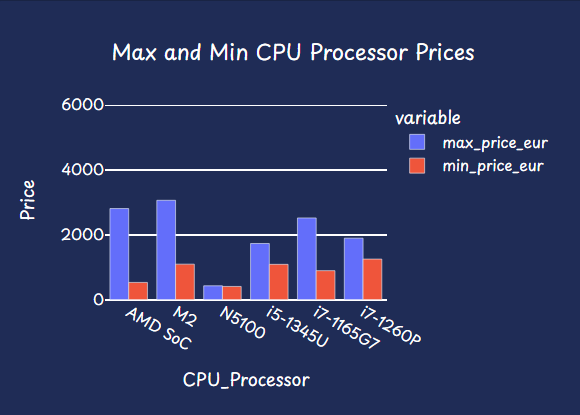 Max and Min CPU Processor Prices
6000
4000
2000
0
Price
AMD SoC
M2
N5100
i5-1345U
i7-1165G7
i7-1260P
CPU_Processor
variable
max_price_eur
min_price_eur